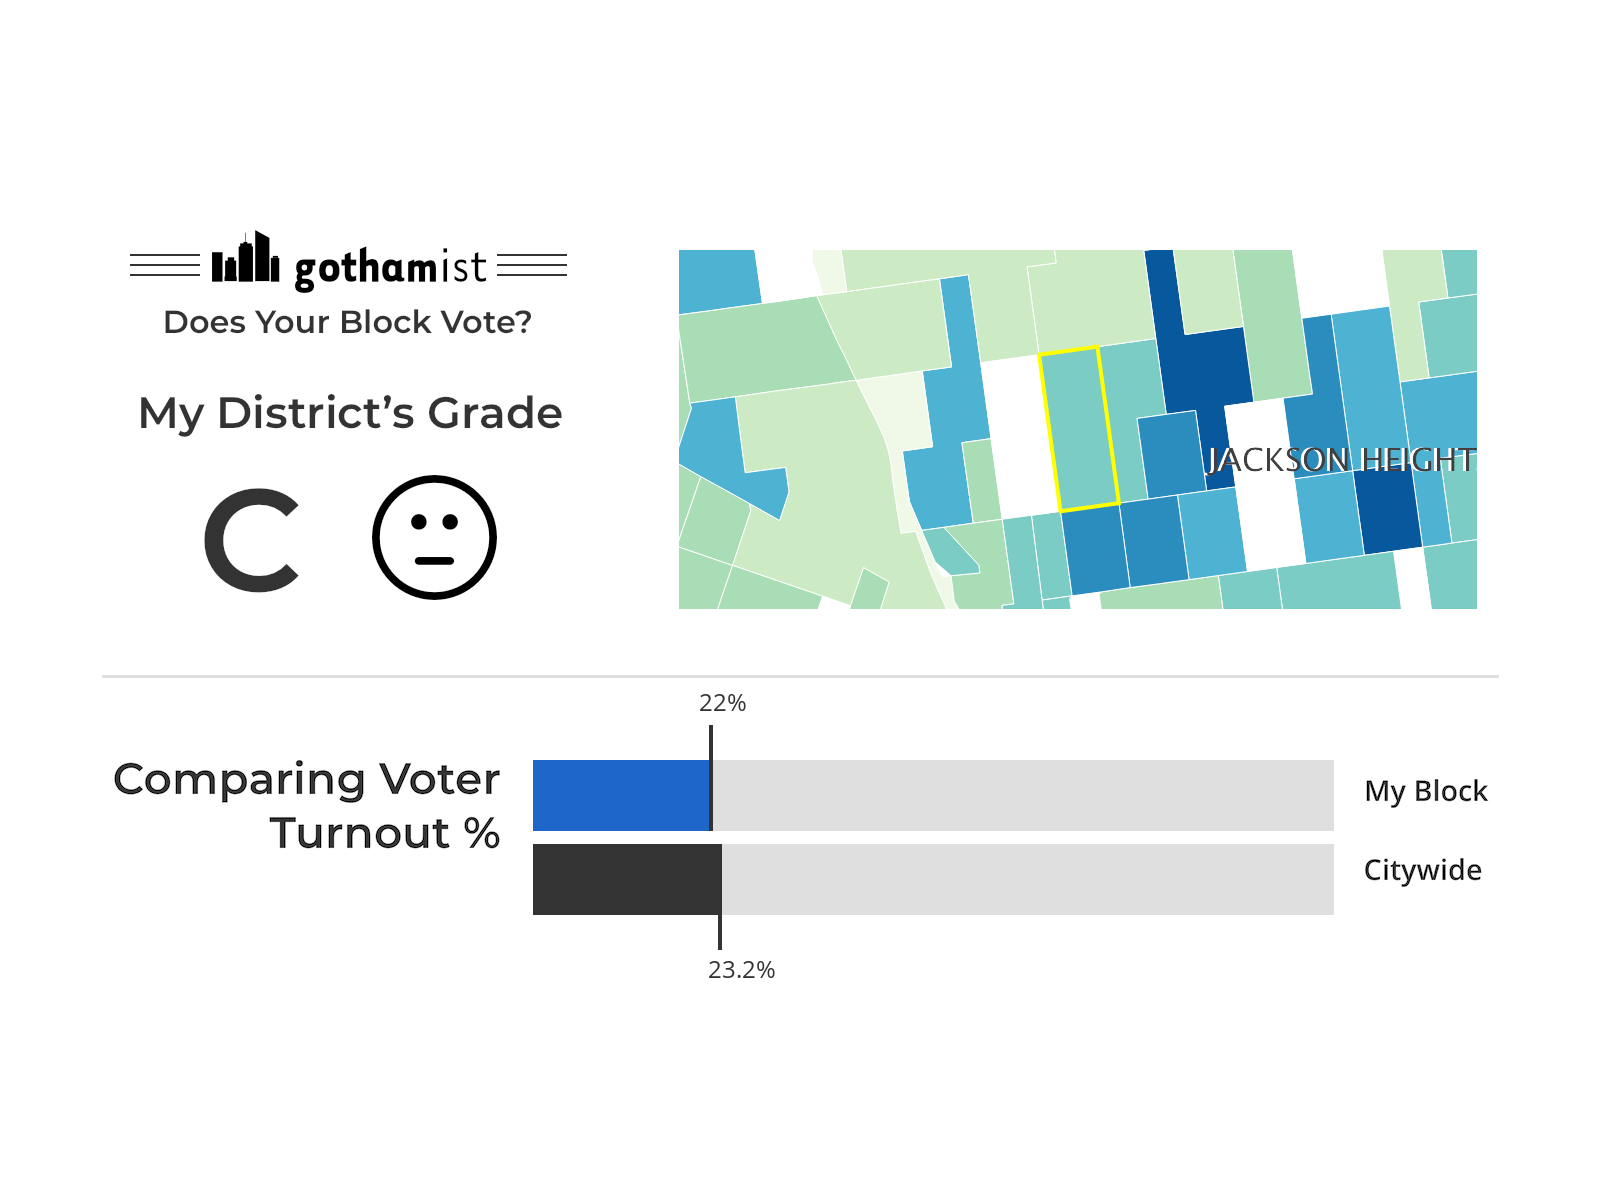 gothamist
Does Your Block Vote?
My District's Grade
C
JACKSON HEIGHT
22%
Comparing Voter
Turnout %
My Block
Citywide
23.2%